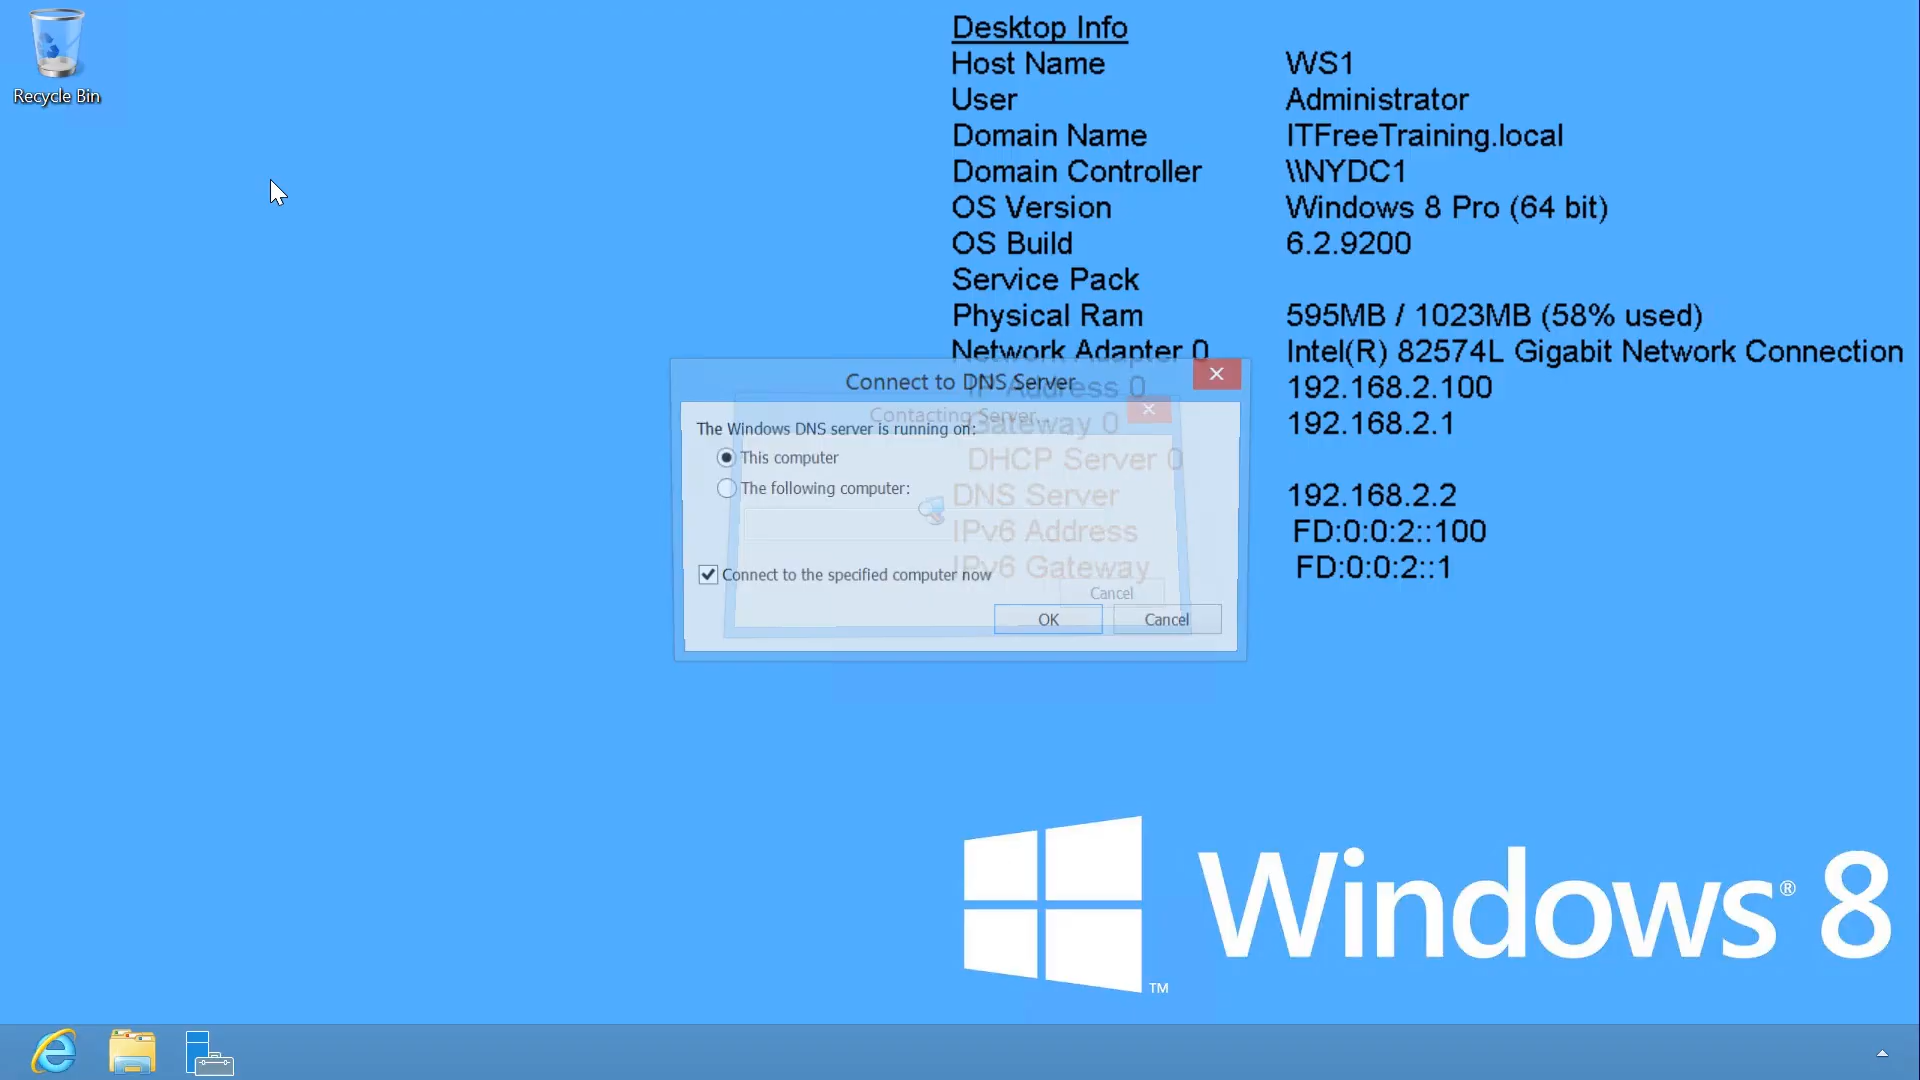 Recycle Bin
Desktop Info
Host Name WS1
User Administrator
Domain Name ITFreeTraining.local
Domain Controller \\NYDC1
OS Version Windows 8 Pro (64 bit)
OS Build 6.2.9200
Service Pack
Physical Ram 595MB / 1023MB (58% used)
Network Adapter 0 Intel(R) 82574L Gigabit Network Connection
IP Address 0 192.168.2.100
Gateway 0 192.168.2.1
DHCP Server 0
DNS Server 192.168.2.2
IPv6 Address FD:0:0:2::100
IPv6 Gateway FD:0:0:2::1
Connect to DNS Server
Contacting Server...
The Windows DNS server is running on:
This computer
The following computer:
Connect to the specified computer now
Cancel
OK Cancel
Windows® 8
TM